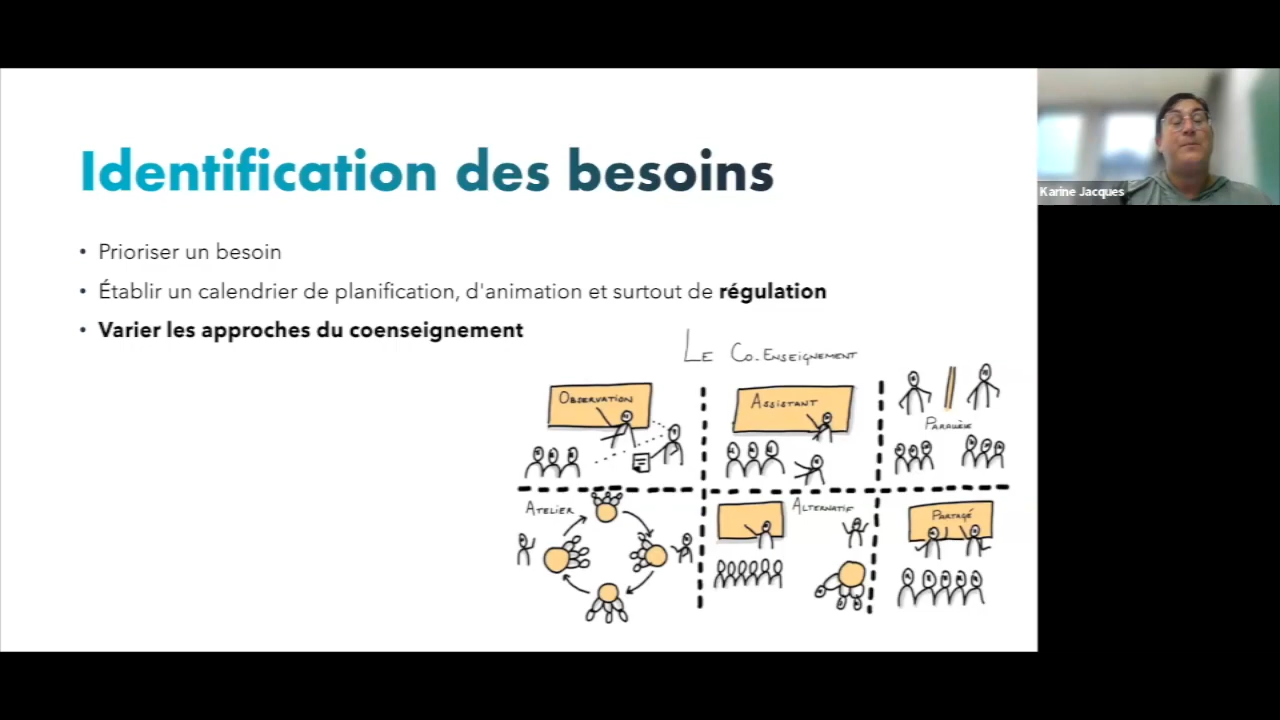 Identification des besoins
• Prioriser un besoin
• Établir un calendrier de planification, d'animation et surtout de régulation
• Varier les approches du coenseignement
LE CO-ENSEIGNEMENT
OBSERVATION
ASSISTANT
PARALLÈLE
ATELIER
ALTERNATIF
PARTAGÉ
Karine Jacques